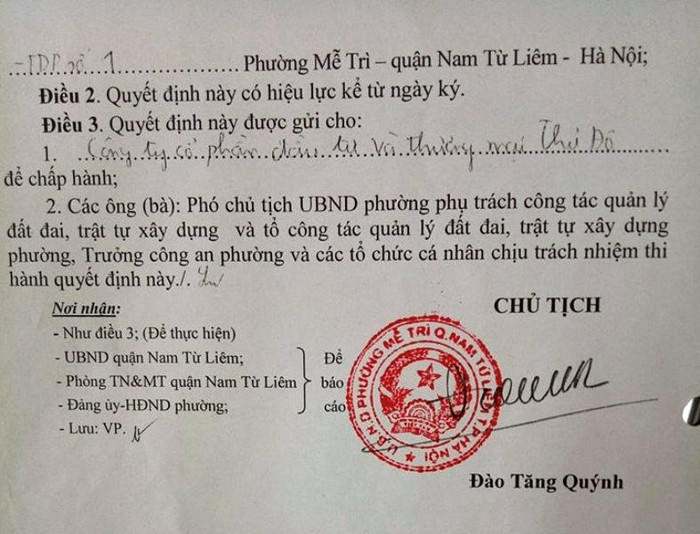 -TDP số 1 .................... Phường Mễ Trì – quận Nam Từ Liêm - Hà Nội;
Điều 2. Quyết định này có hiệu lực kể từ ngày ký.
Điều 3. Quyết định này được gửi cho:
1. Công ty cổ phần đầu tư và thương mại Thủ Đô
để chấp hành;
2. Các ông (bà): Phó chủ tịch UBND phường phụ trách công tác quản lý
đất đai, trật tự xây dựng và tổ công tác quản lý đất đai, trật tự xây dựng
phường, Trưởng công an phường và các tổ chức cá nhân chịu trách nhiệm thi
hành quyết định này./.
Nơi nhận:
- Như điều 3; (Để thực hiện)
- UBND quận Nam Từ Liêm;
- Phòng TN&MT quận Nam Từ Liêm
- Đảng ủy-HĐND phường;
- Lưu: VP.
Để
báo
cáo
CHỦ TỊCH
U.B.N.D PHƯỜNG MỄ TRÌ Q.NAM TỪ LIÊM T.P HÀ NỘI
Đào Tăng Quýnh